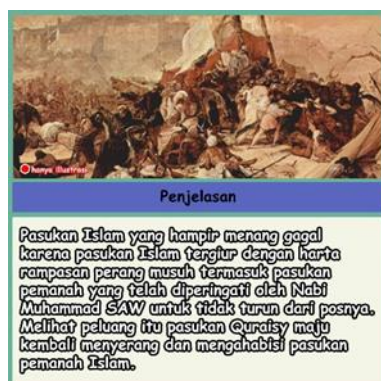 hanya illustrasi
Penjelasan
Pasukan Islam yang hampir menang gagal
karena pasukan Islam tergiur dengan harta
rampasan perang musuh termasuk pasukan
pemanah yang telah diperingati oleh Nabi
Muhammad SAW untuk tidak turun dari posnya.
Melihat peluang itu pasukan Quraisy maju
kembali menyerang dan mengahabisi pasukan
pemanah Islam.